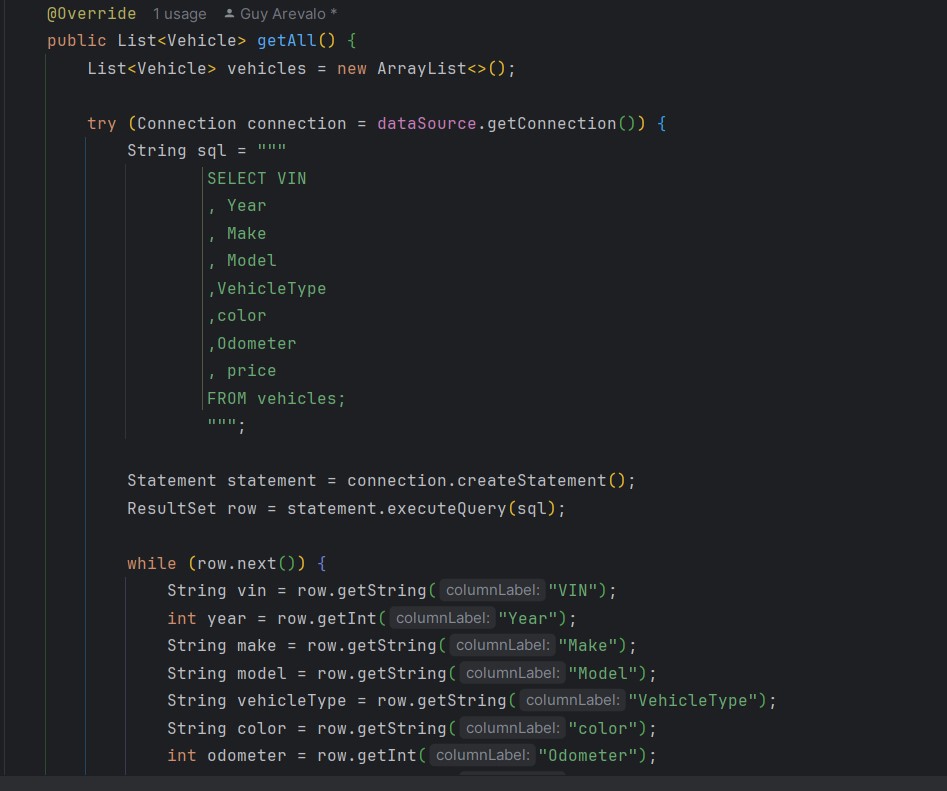 @Override 1 usage Guy Arevalo *
public List<Vehicle> getAll() {
List<Vehicle> vehicles = new ArrayList<>();
try (Connection connection = dataSource.getConnection()) {
String sql = """
SELECT VIN
, Year
, Make
, Model
,VehicleType
,color
,Odometer
, price
FROM vehicles;
""";
Statement statement = connection.createStatement();
ResultSet row = statement.executeQuery(sql);
while (row.next()) {
String vin = row.getString( columnLabel: "VIN");
int year = row.getInt( columnLabel: "Year");
String make = row.getString( columnLabel: "Make");
String model = row.getString( columnLabel: "Model");
String vehicleType = row.getString( columnLabel: "VehicleType");
String color = row.getString( columnLabel: "color");
int odometer = row.getInt( columnLabel: "Odometer");